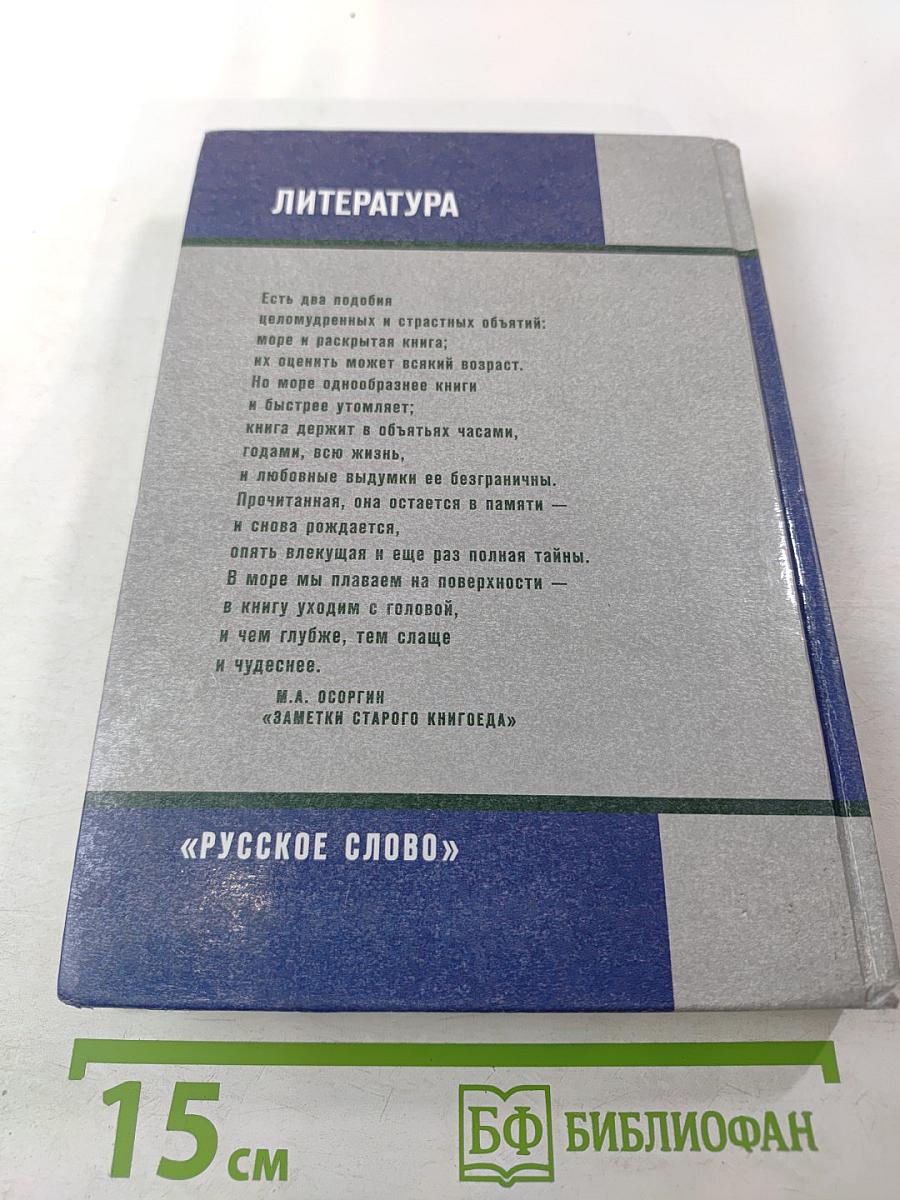 ЛИТЕРАТУРА
Есть два подобия
целомудренных и страстных объятий:
море и раскрытая книга;
их оценить может всякий возраст.
Но море однообразнее книги
и быстрее утомляет;
книга держит в объятьях часами,
годами, всю жизнь,
и любовные выдумки ее безграничны.
Прочитанная, она остается в памяти —
и снова рождается,
опять влекущая и еще раз полная тайны.
В море мы плаваем на поверхности —
в книгу уходим с головой,
и чем глубже, тем слаще
и чудеснее.
М.А. ОСОРГИН
«ЗАМЕТКИ СТАРОГО КНИГОЕДА»
«РУССКОЕ СЛОВО»
15 см
БФ БИБЛИОФАН